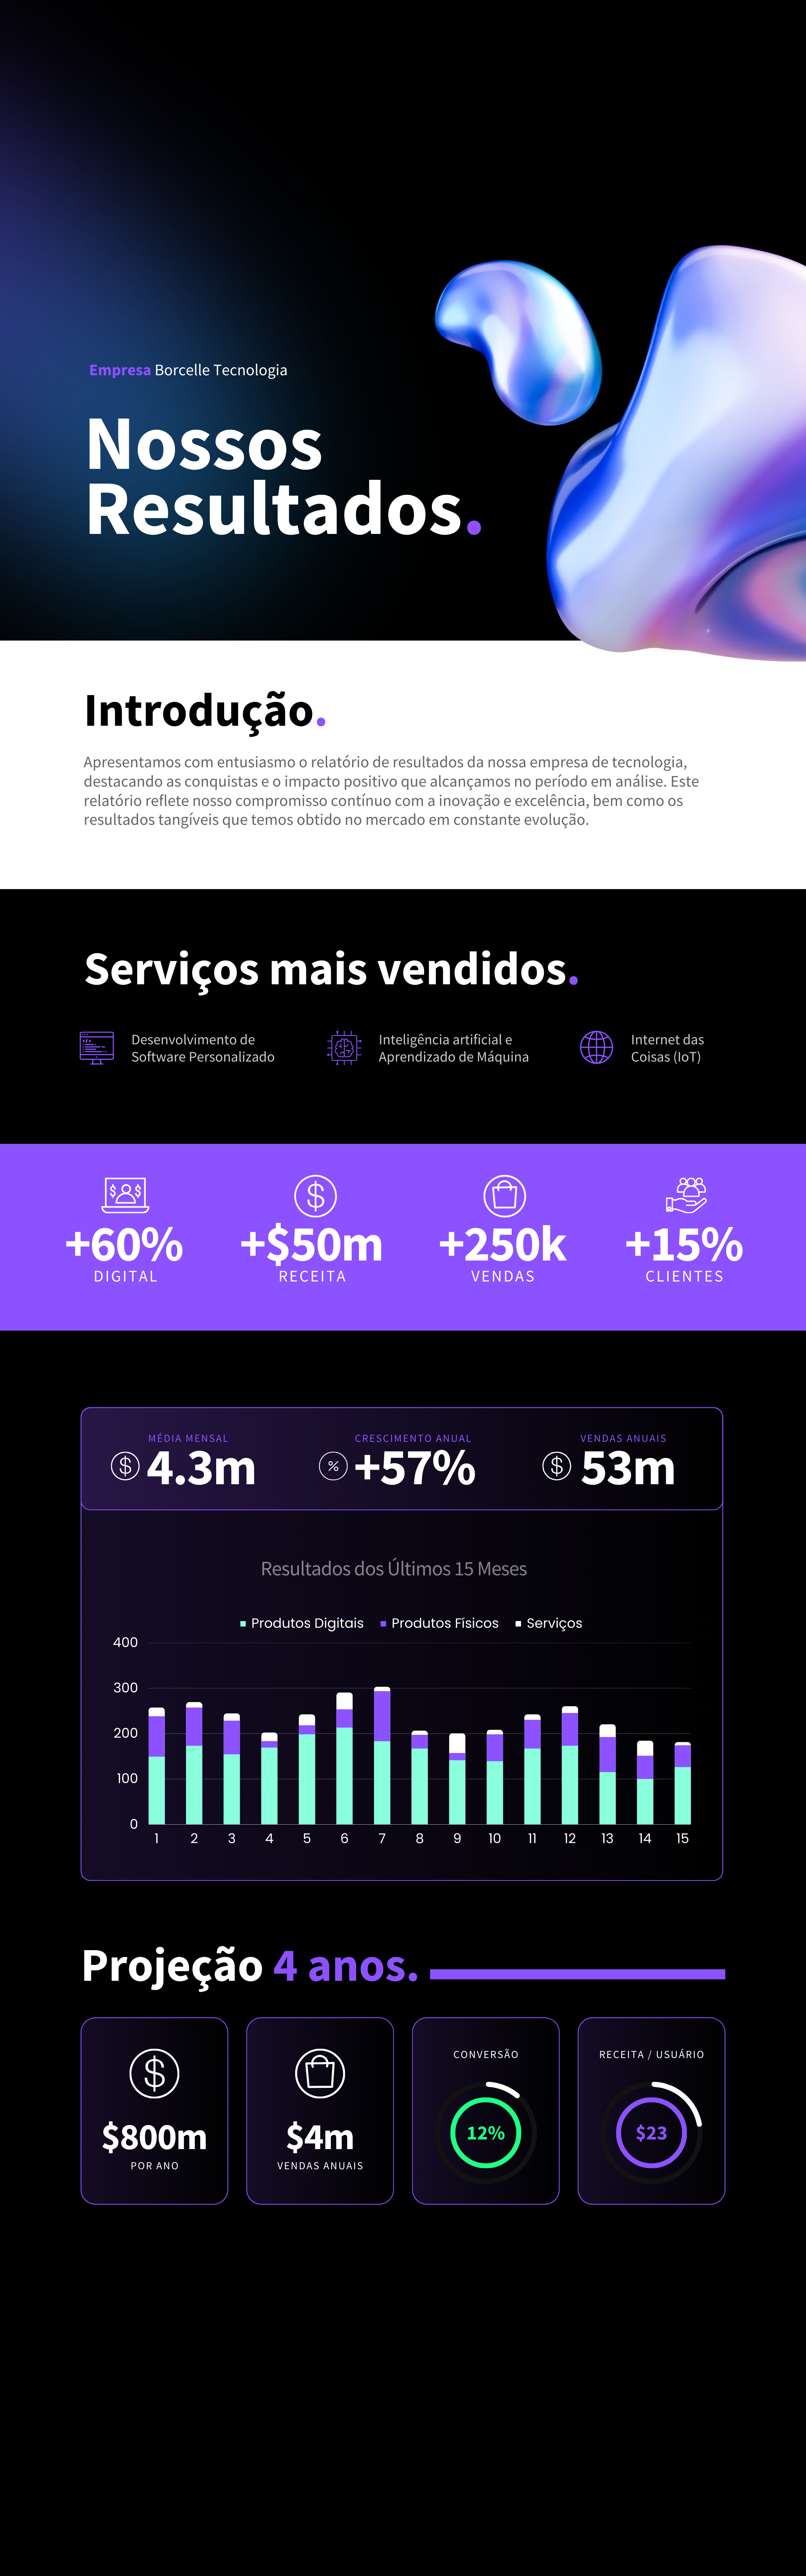 Empresa Borcelle Tecnologia
Nossos
Resultados.
Introdução.
Apresentamos com entusiasmo o relatório de resultados da nossa empresa de tecnologia,
destacando as conquistas e o impacto positivo que alcançamos no período em análise. Este
relatório reflete nosso compromisso contínuo com a inovação e excelência, bem como os
resultados tangíveis que temos obtido no mercado em constante evolução.
Serviços mais vendidos.
Desenvolvimento de
Software Personalizado
Inteligência artificial e
Aprendizado de Máquina
Internet das
Coisas (IoT)
+60%
DIGITAL
+$50m
RECEITA
+250k
VENDAS
+15%
CLIENTES
MÉDIA MENSAL
4.3m
CRESCIMENTO ANUAL
+57%
VENDAS ANUAIS
53m
Resultados dos Últimos 15 Meses
Produtos Digitais Produtos Físicos Serviços
400
300
200
100
0
1 2 3 4 5 6 7 8 9 10 11 12 13 14 15
Projeção 4 anos.
$800m
POR ANO
$4m
VENDAS ANUAIS
CONVERSÃO
12%
RECEITA / USUÁRIO
$23